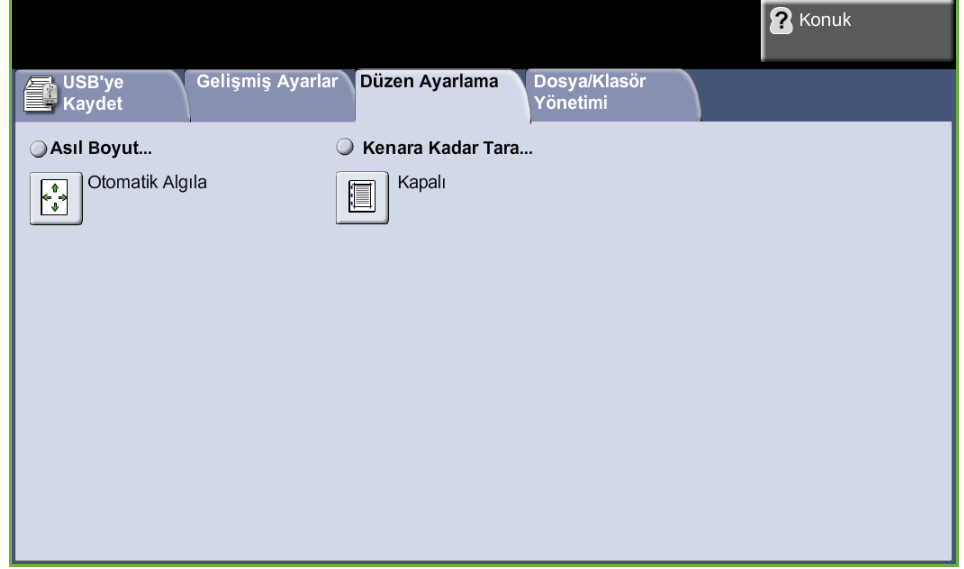 Konuk
USB'ye
Kaydet
Gelişmiş Ayarlar
Düzen Ayarlama
Dosya/Klasör
Yönetimi
Asıl Boyut...
Kenara Kadar Tara...
Otomatik Algıla
Kapalı